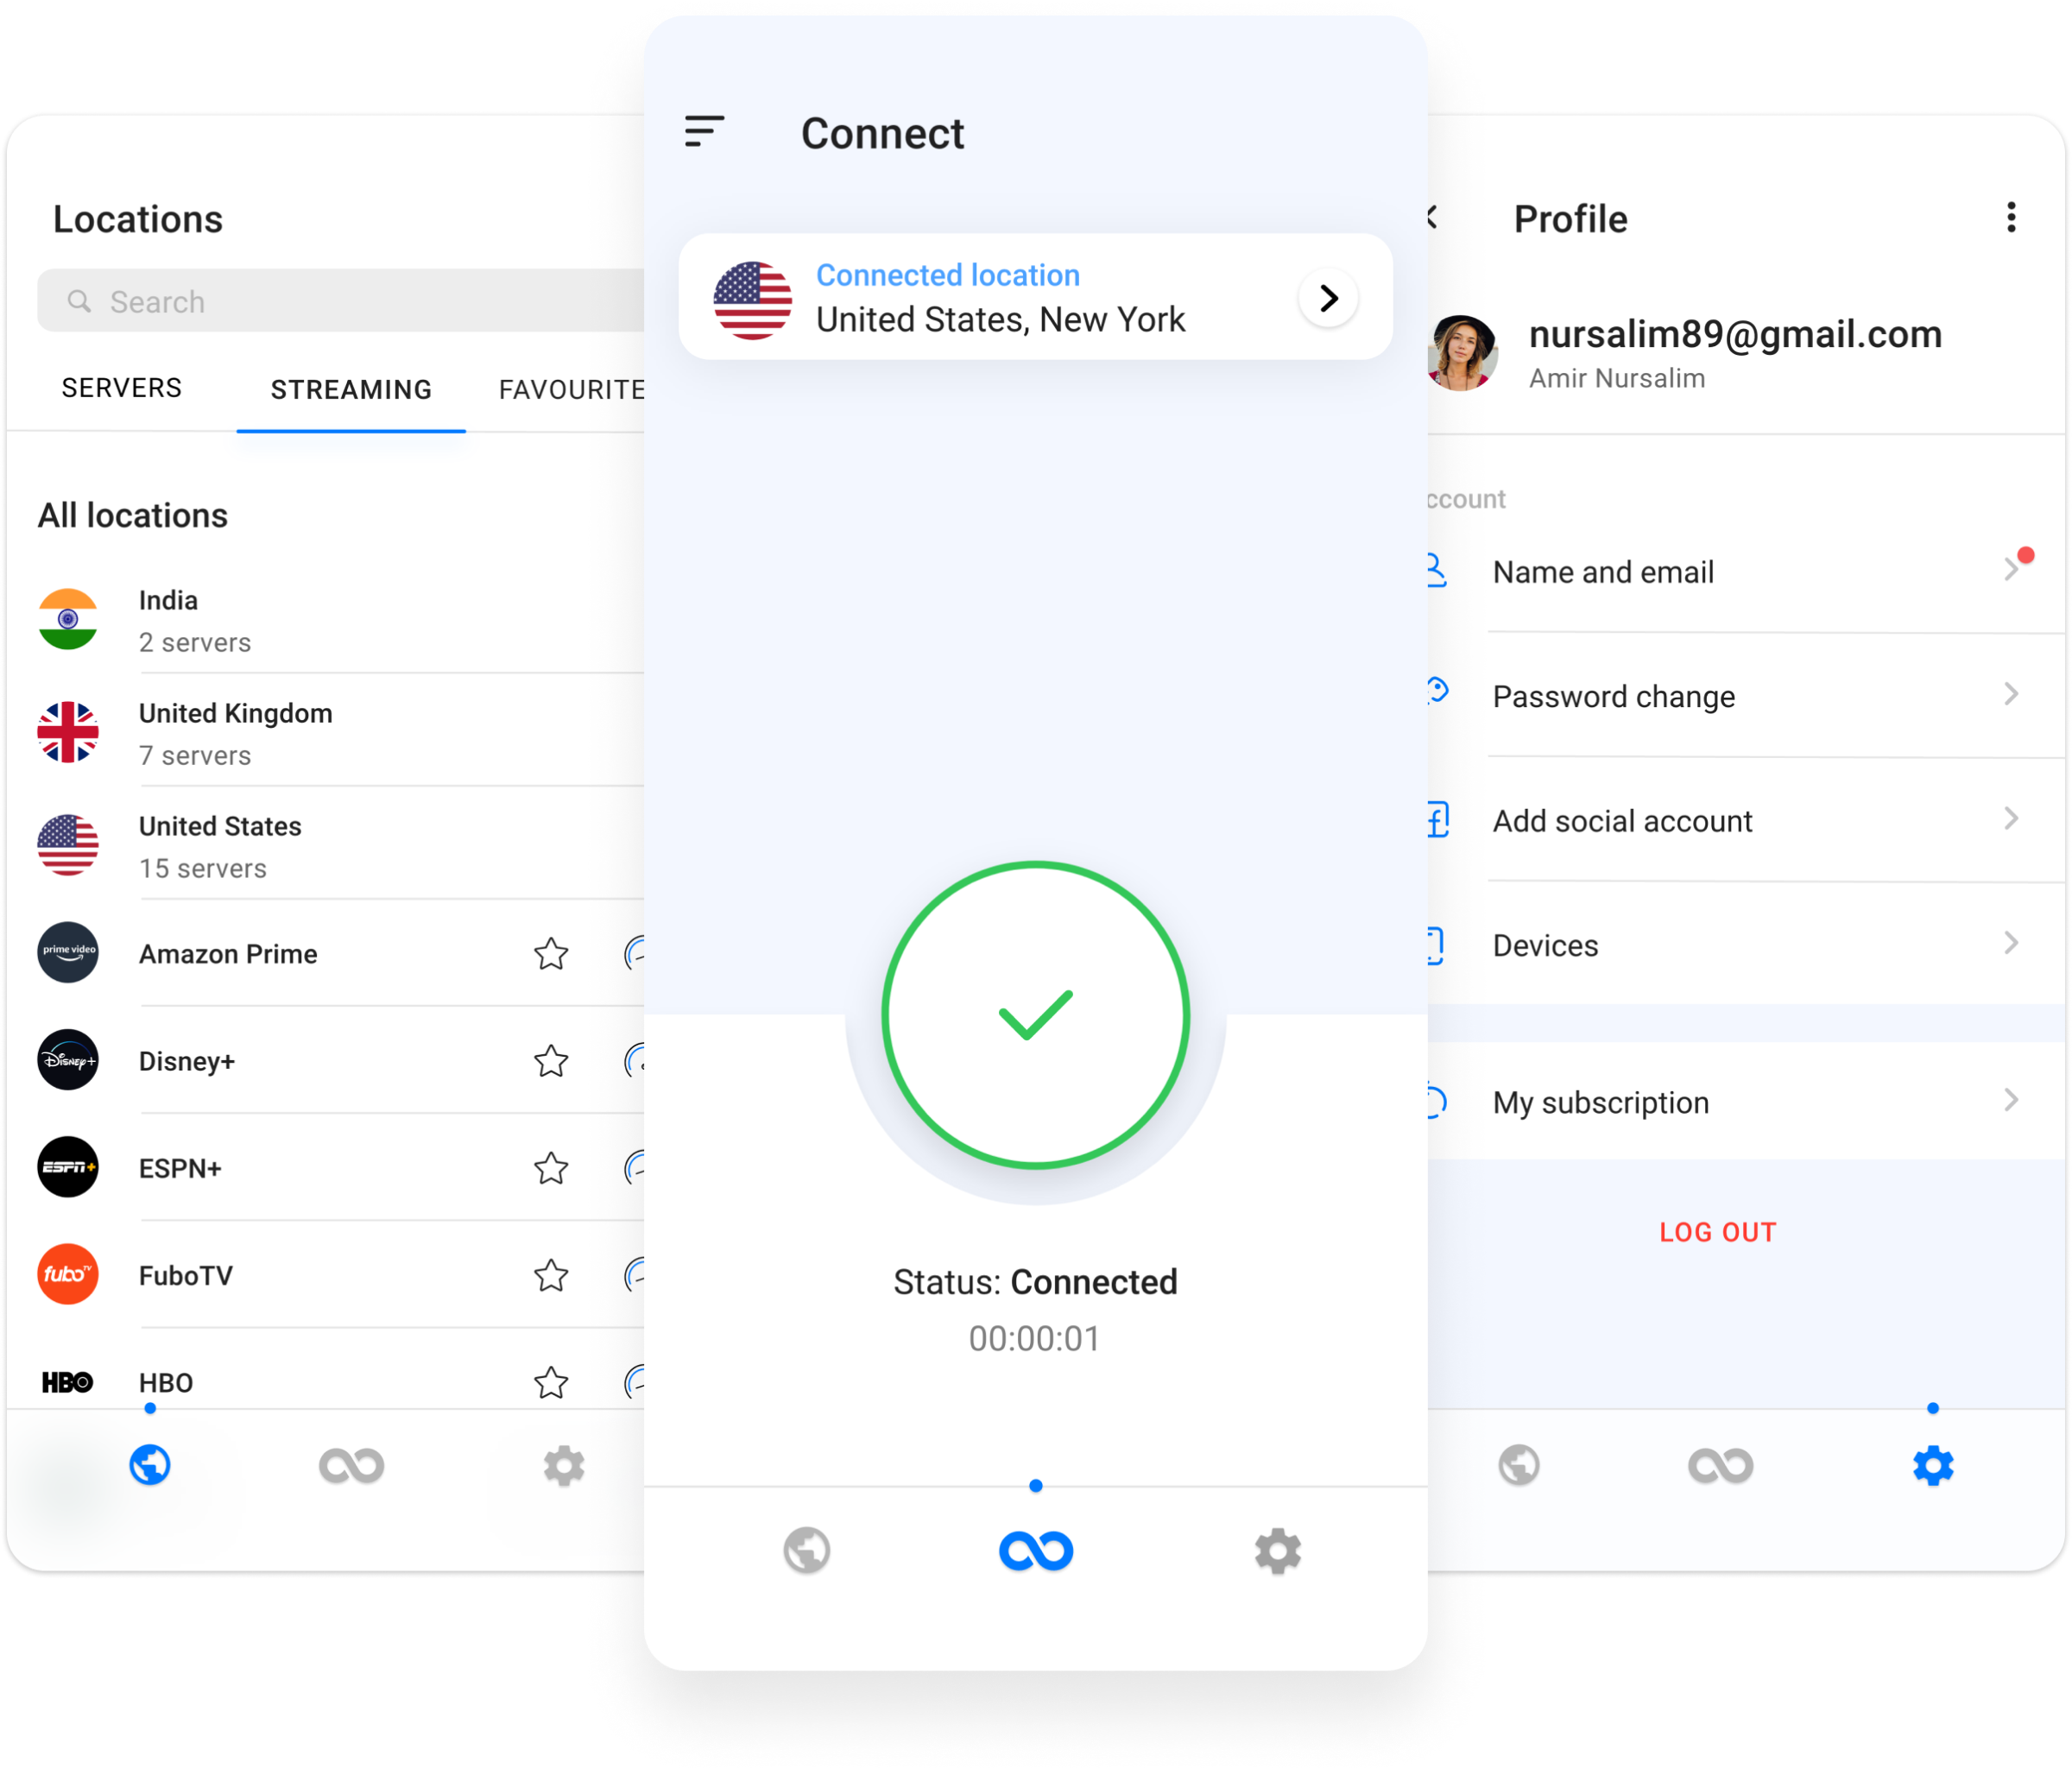 Locations
Search
SERVERS
STREAMING
FAVOURITE
All locations
India
2 servers
United Kingdom
7 servers
United States
15 servers
prime video
Amazon Prime
Disney+
Disney+
ESPN+
ESPN+
fuboTV
FuboTV
HBO
HBO
Connect
Connected location
United States, New York
Status: Connected
00:00:01
Profile
nursalim89@gmail.com
Amir Nursalim
ccount
Name and email
Password change
Add social account
Devices
My subscription
LOG OUT